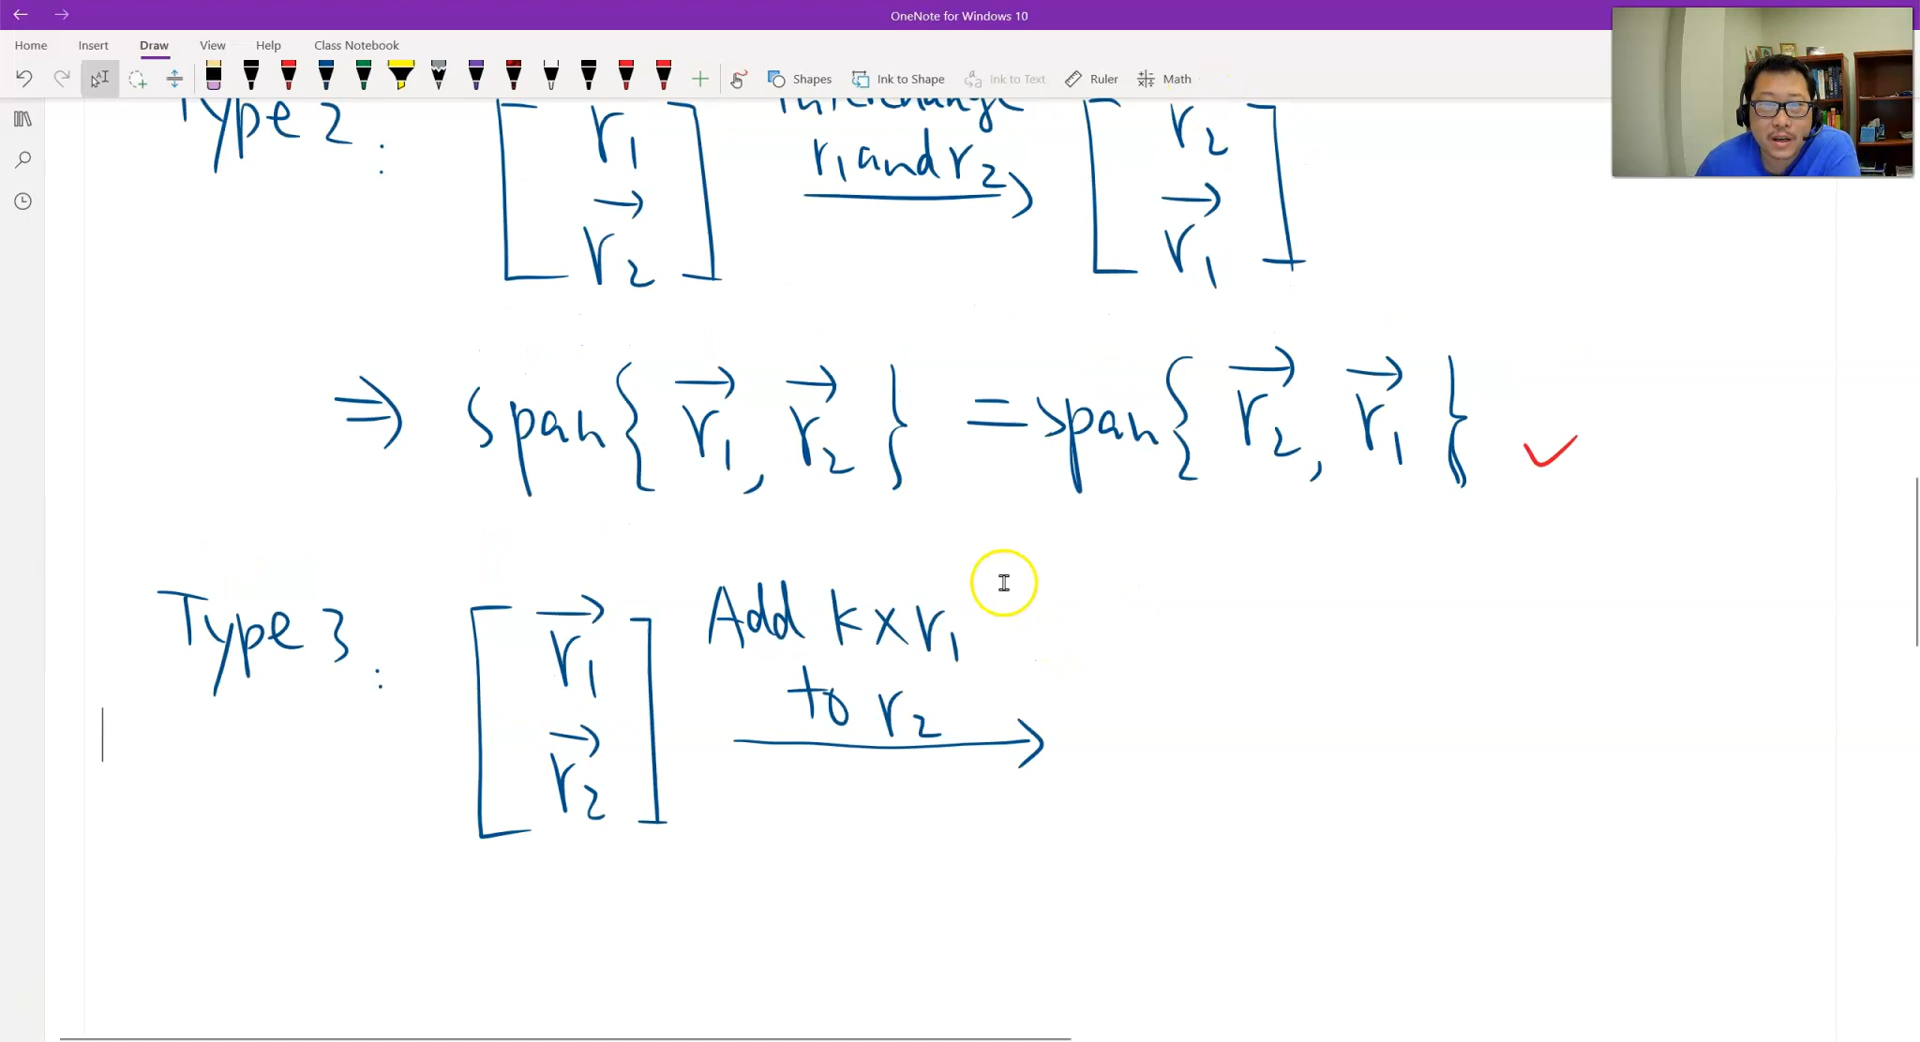 OneNote for Windows 10
Home Insert Draw View Help Class Notebook
Shapes Ink to Shape Ink to Text Ruler Math
Type 2 : [ r1 r2 ] interchange r1 and r2 → [ r2 r1 ]
⇒ span{ r1, r2 } = span{ r2, r1 } ✓
Type 3 : [ r1 r2 ] Add k x r1 to r2 →